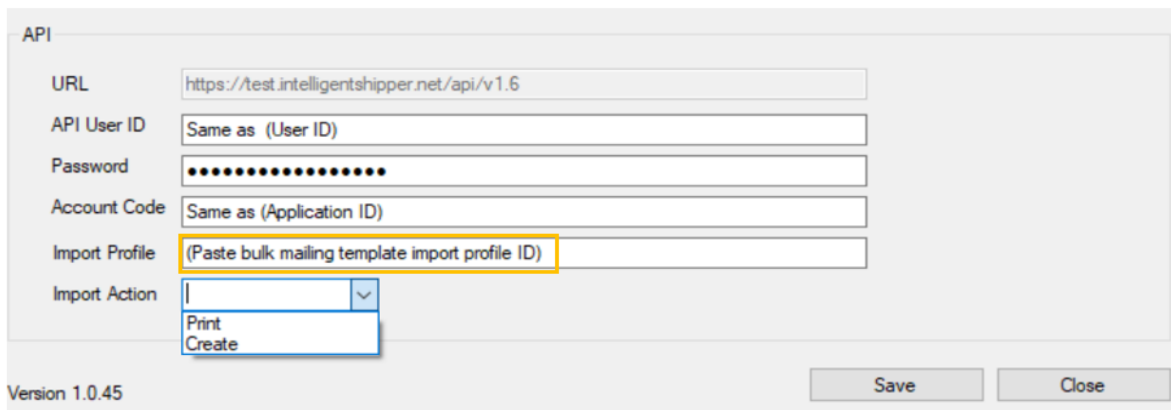 API
URL https://test.intelligentshipper.net/api/v1.6
API User ID Same as (User ID)
Password ●●●●●●●●●●●●●●●●●
Account Code Same as (Application ID)
Import Profile (Paste bulk mailing template import profile ID)
Import Action
Print
Create
Save Close
Version 1.0.45